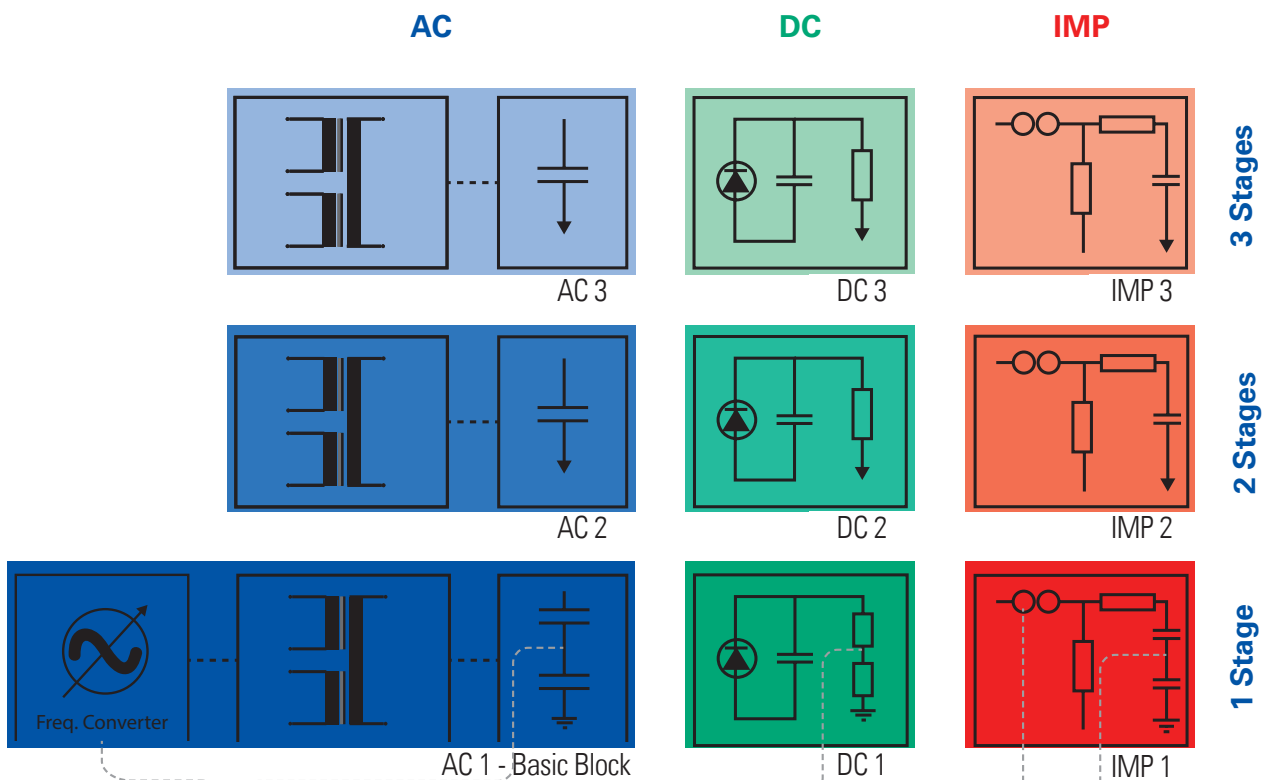 AC
DC
IMP
AC 3
DC 3
IMP 3
3 Stages
AC 2
DC 2
IMP 2
2 Stages
Freq. Converter
AC 1 - Basic Block
DC 1
IMP 1
1 Stage